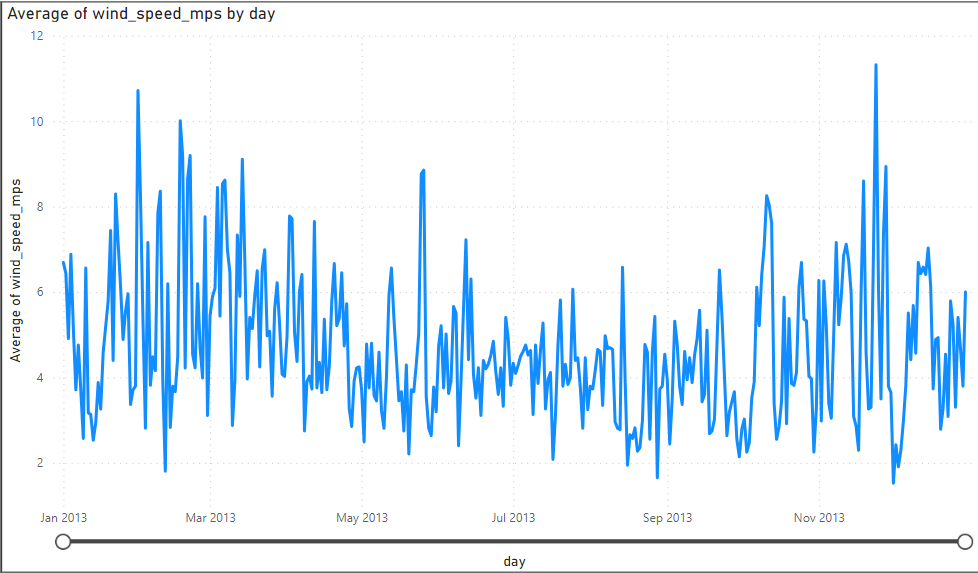 Average of wind_speed_mps by day
Average of wind_speed_mps
12
10
8
6
4
2
Jan 2013 Mar 2013 May 2013 Jul 2013 Sep 2013 Nov 2013
day